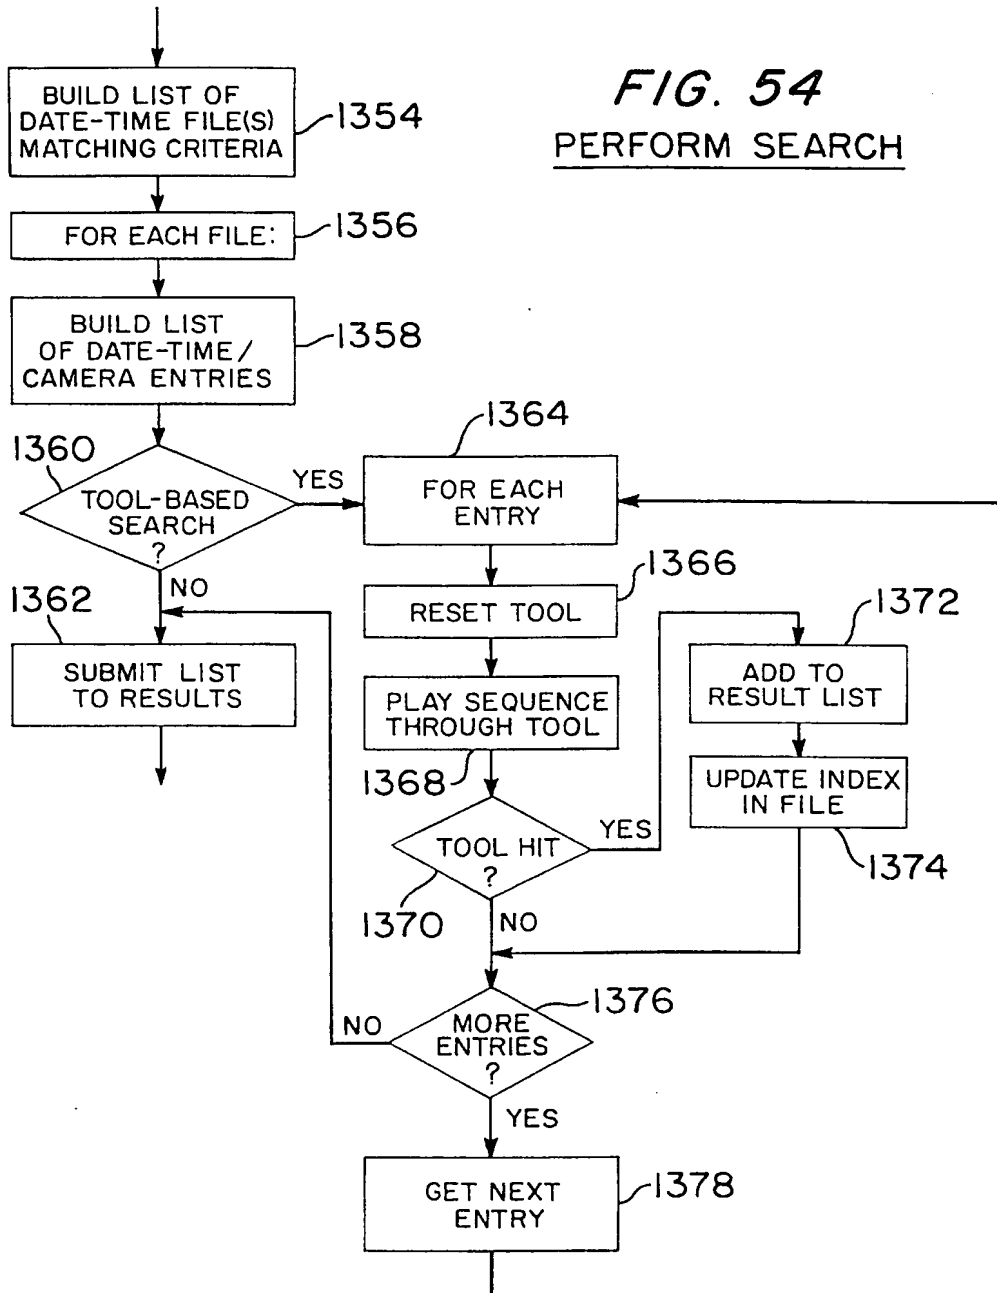 FIG. 54
PERFORM SEARCH
BUILD LIST OF
DATE-TIME FILE(S)
MATCHING CRITERIA
1354
FOR EACH FILE:
1356
BUILD LIST
OF DATE-TIME/
CAMERA ENTRIES
1358
1360
TOOL-BASED
SEARCH
?
YES
NO
1362
SUBMIT LIST
TO RESULTS
1364
FOR EACH
ENTRY
1366
RESET TOOL
PLAY SEQUENCE
THROUGH TOOL
1368
TOOL HIT
?
1370
YES
NO
1372
ADD TO
RESULT LIST
UPDATE INDEX
IN FILE
1374
1376
MORE
ENTRIES
?
NO
YES
GET NEXT
ENTRY
1378